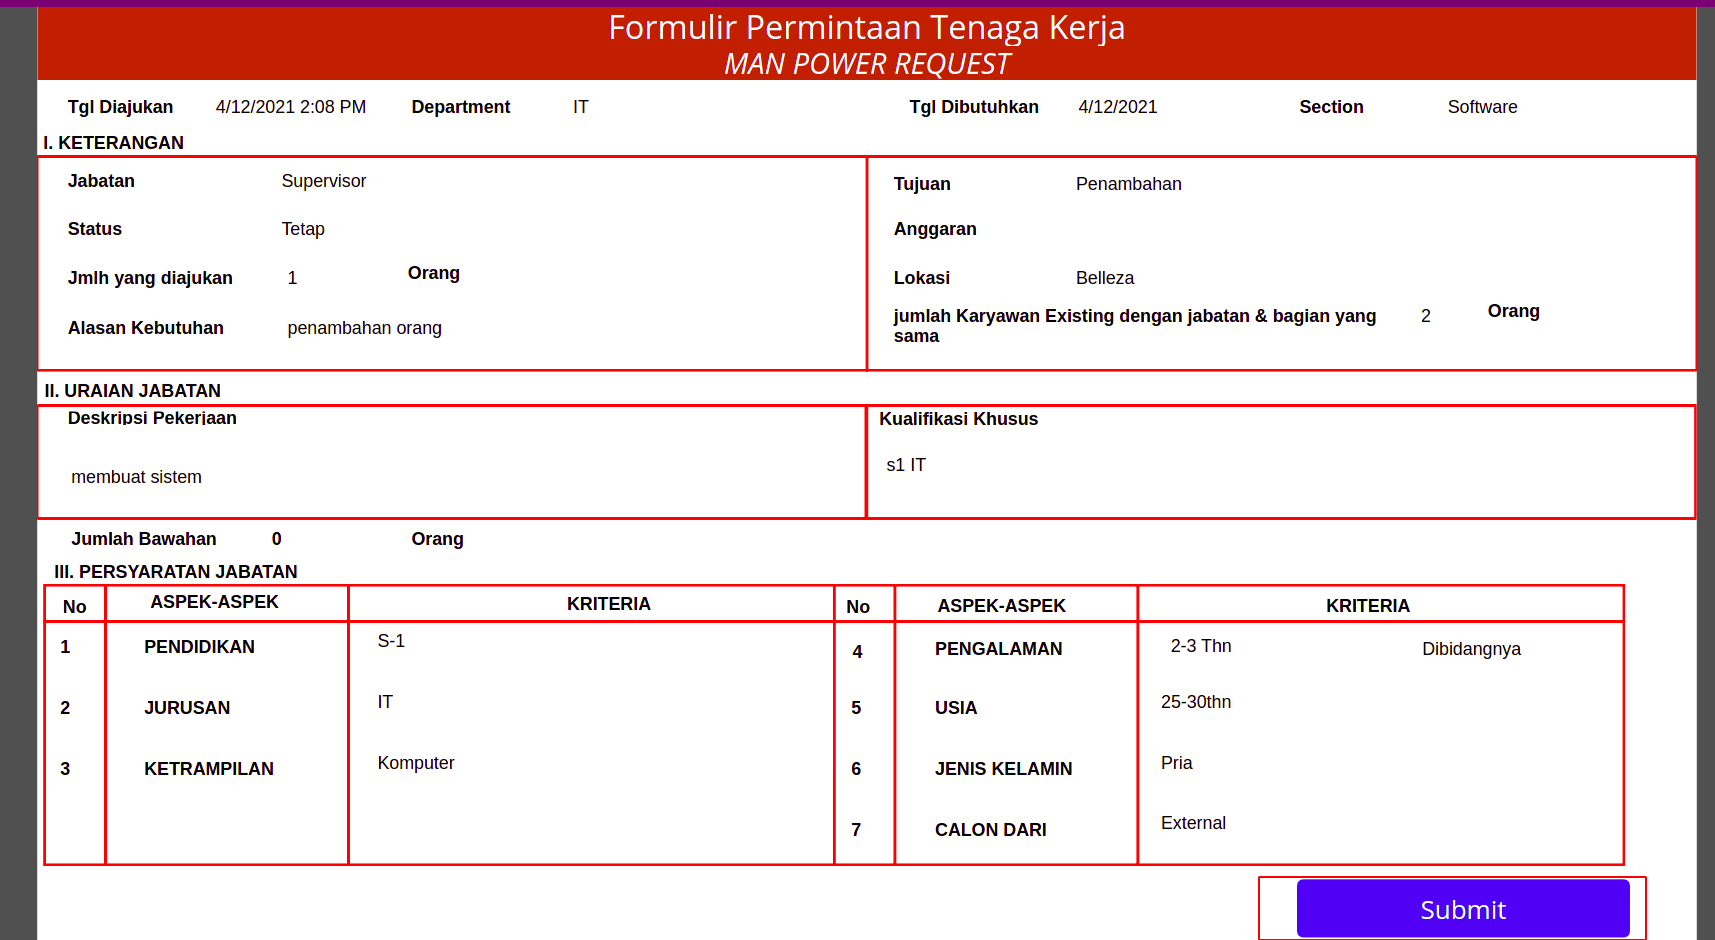 Formulir Permintaan Tenaga Kerja
MAN POWER REQUEST
Tgl Diajukan 4/12/2021 2:08 PM Department IT Tgl Dibutuhkan 4/12/2021 Section Software
I. KETERANGAN
Jabatan Supervisor
Status Tetap
Jmlh yang diajukan 1 Orang
Alasan Kebutuhan penambahan orang
Tujuan Penambahan
Anggaran
Lokasi Belleza
jumlah Karyawan Existing dengan jabatan & bagian yang 2 Orang
sama
II. URAIAN JABATAN
Deskripsi Pekerjaan
membuat sistem
Kualifikasi Khusus
s1 IT
Jumlah Bawahan 0 Orang
III. PERSYARATAN JABATAN
No ASPEK-ASPEK KRITERIA No ASPEK-ASPEK KRITERIA
1 PENDIDIKAN S-1 4 PENGALAMAN 2-3 Thn Dibidangnya
2 JURUSAN IT 5 USIA 25-30thn
3 KETRAMPILAN Komputer 6 JENIS KELAMIN Pria
7 CALON DARI External
Submit